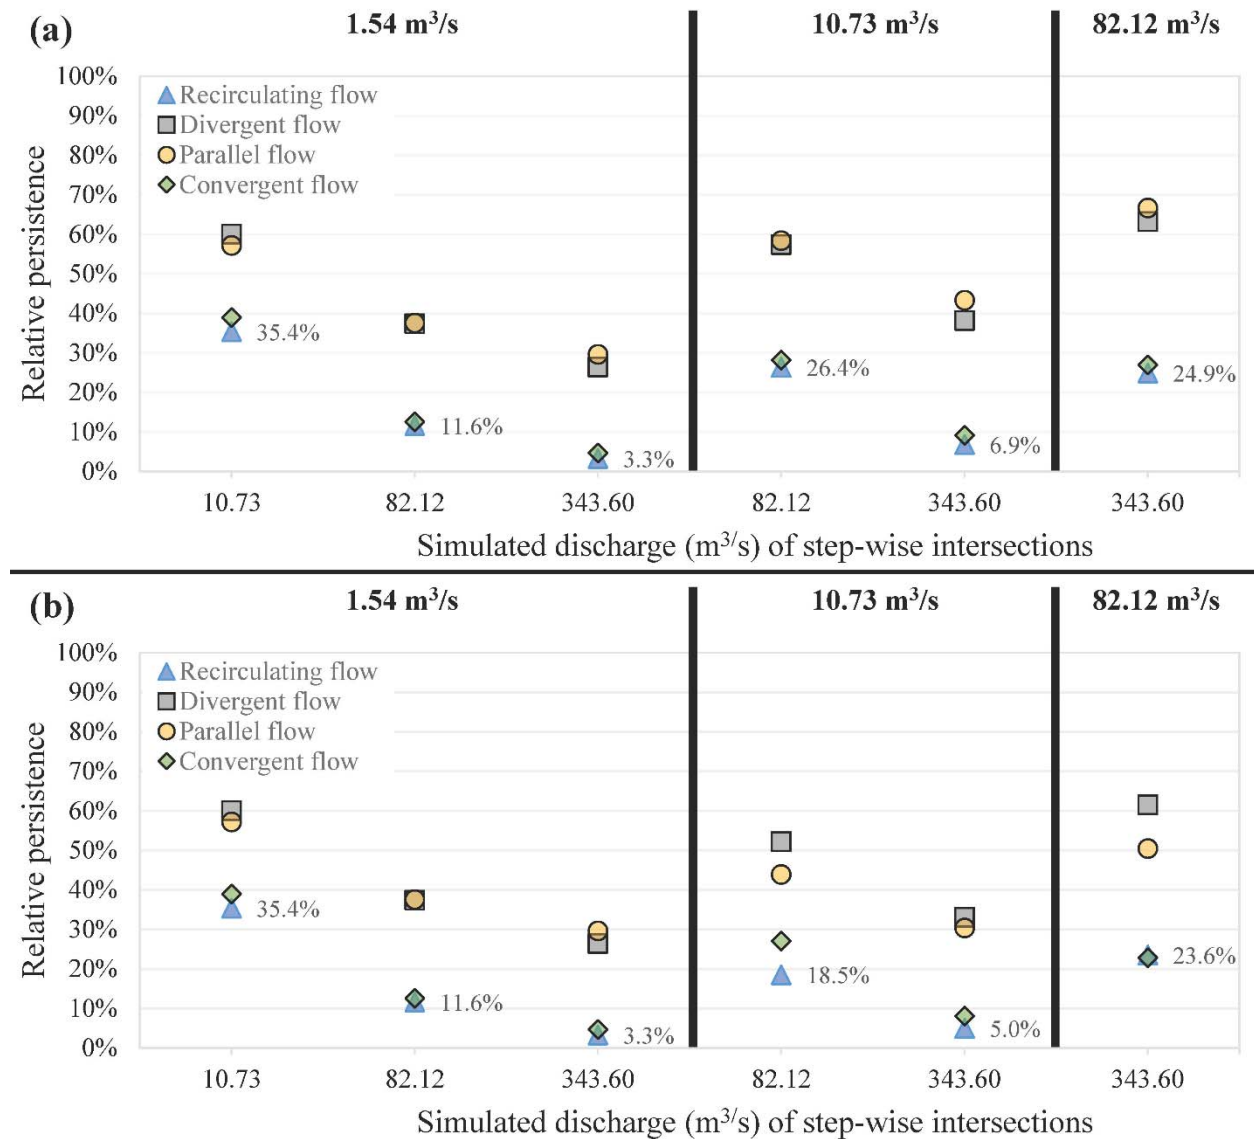 (a) 1.54 m³/s 10.73 m³/s 82.12 m³/s
100%
90%
80%
70%
60%
50%
40%
30%
20%
10%
0%
Relative persistence
Recirculating flow
Divergent flow
Parallel flow
Convergent flow
35.4%
11.6%
3.3%
26.4%
6.9%
24.9%
10.73 82.12 343.60 82.12 343.60 343.60
Simulated discharge (m³/s) of step-wise intersections
(b) 1.54 m³/s 10.73 m³/s 82.12 m³/s
100%
90%
80%
70%
60%
50%
40%
30%
20%
10%
0%
Relative persistence
Recirculating flow
Divergent flow
Parallel flow
Convergent flow
35.4%
11.6%
3.3%
18.5%
5.0%
23.6%
10.73 82.12 343.60 82.12 343.60 343.60
Simulated discharge (m³/s) of step-wise intersections